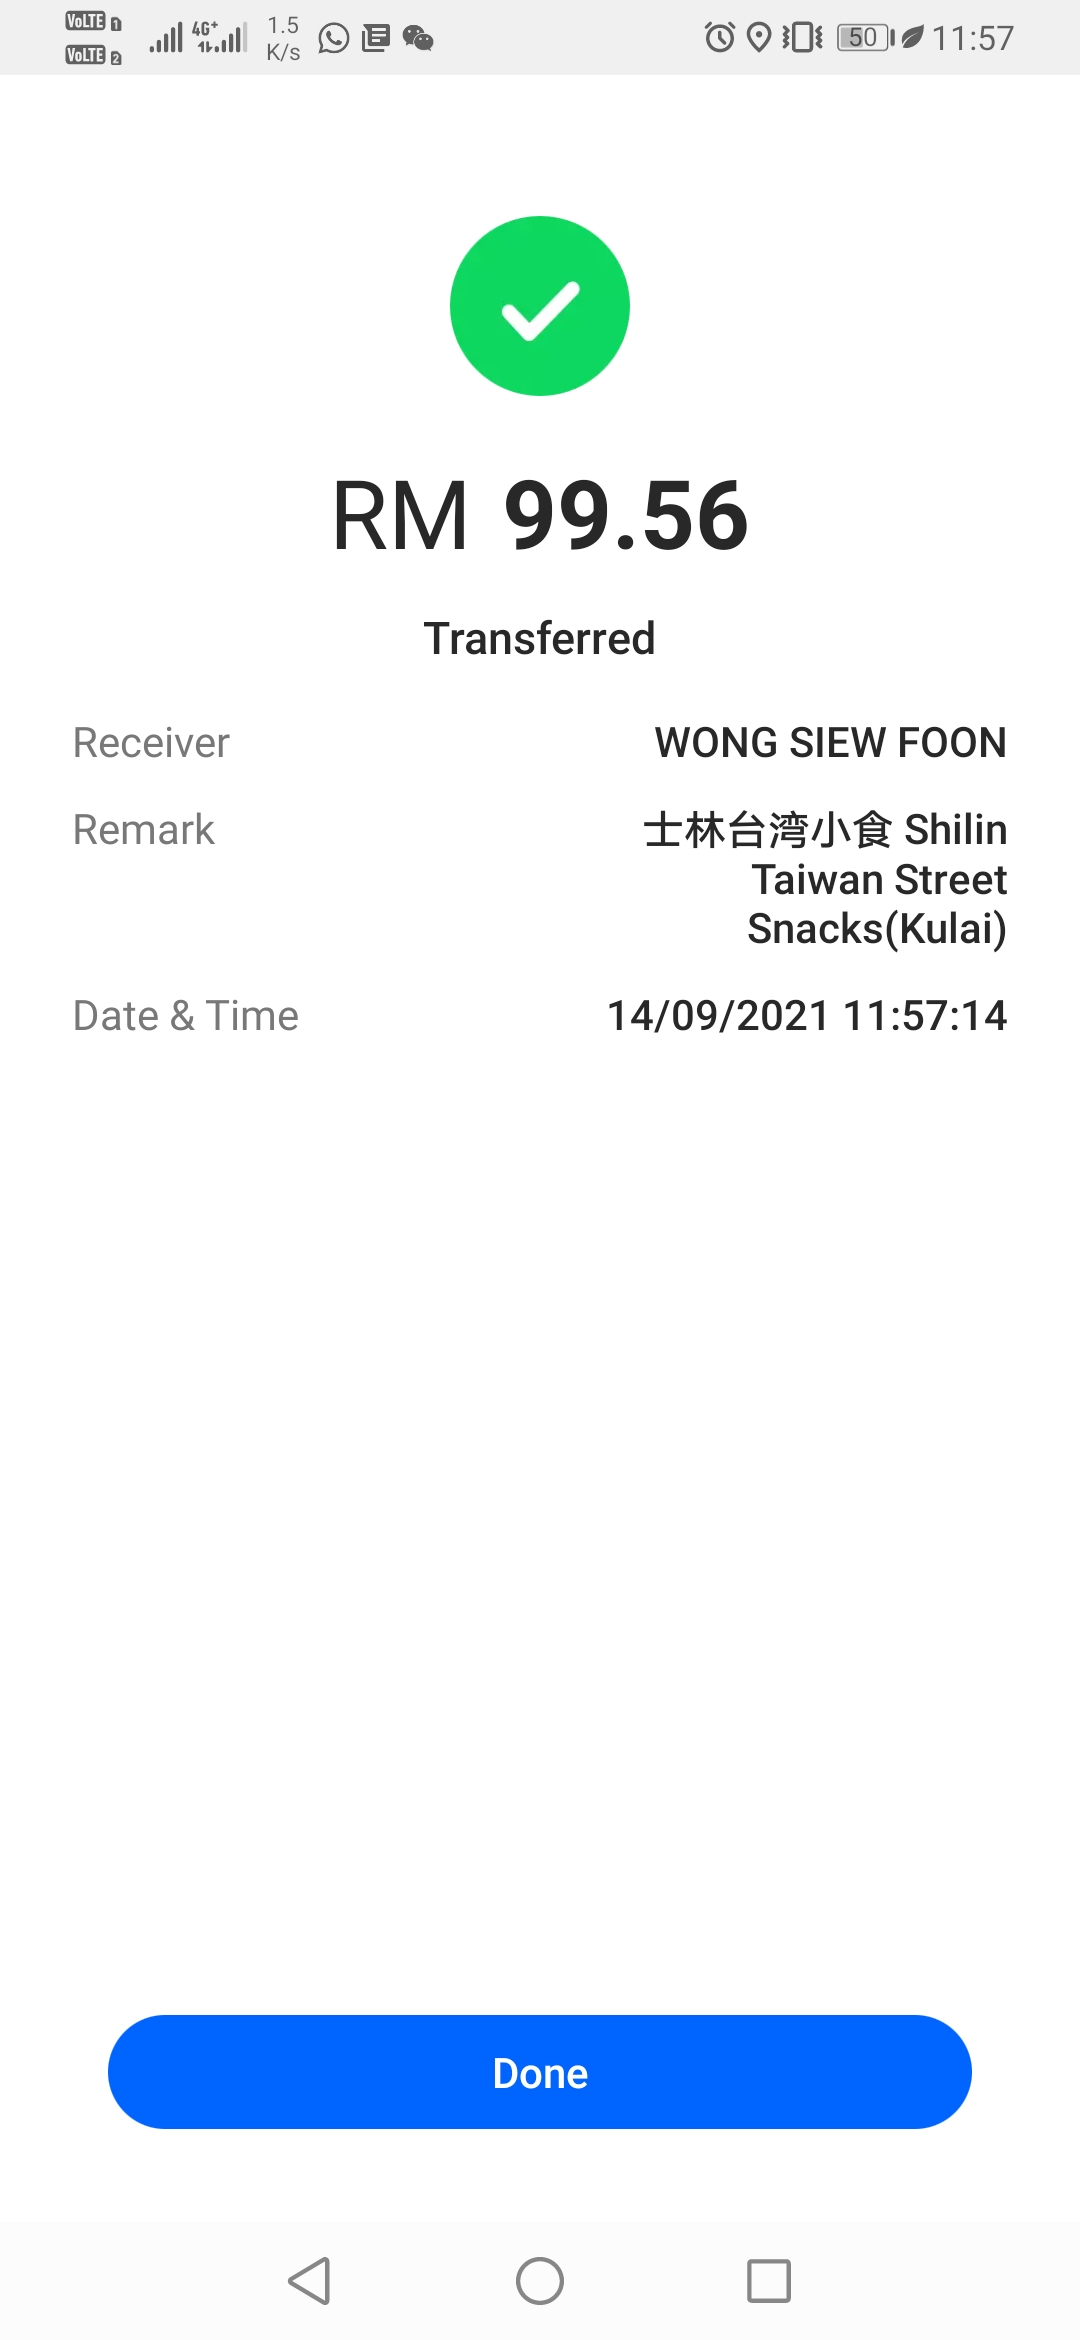 VoLTE 1
VoLTE 2
4G+
1.5
K/s
50
11:57
RM 99.56
Transferred
Receiver WONG SIEW FOON
Remark 士林台湾小食 Shilin
Taiwan Street
Snacks(Kulai)
Date & Time 14/09/2021 11:57:14
Done